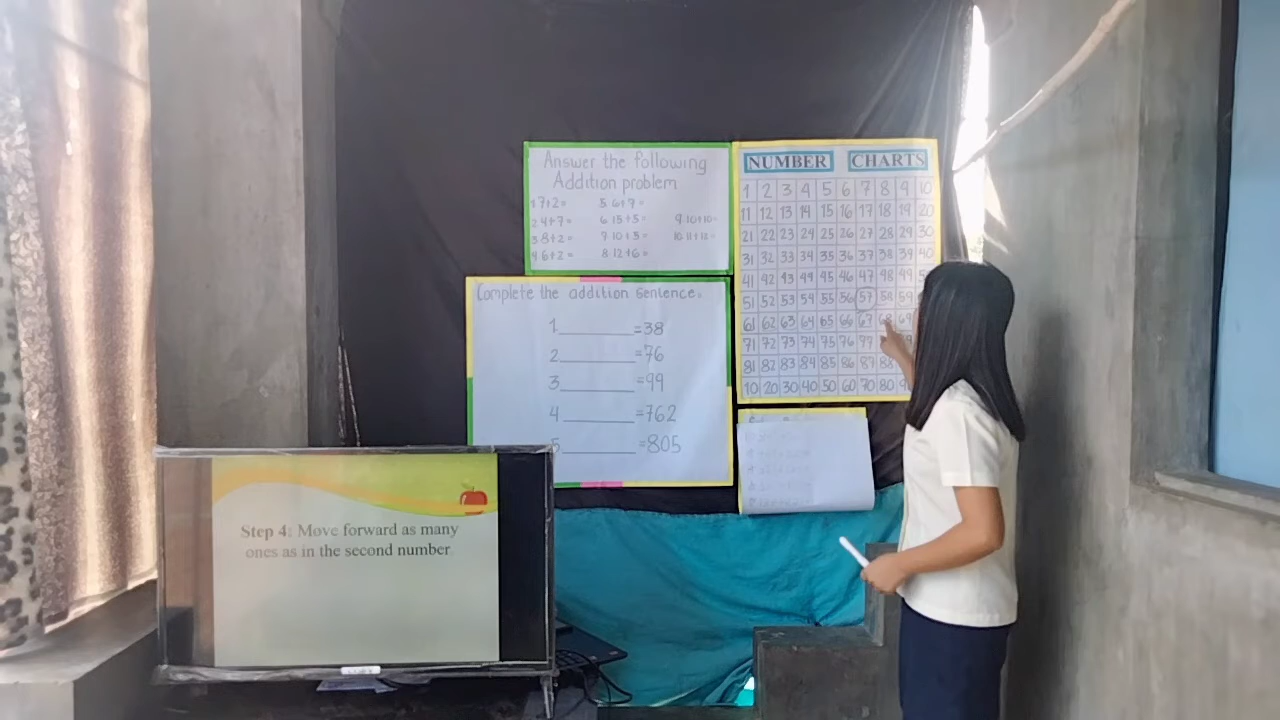 Answer the following
Addition problem
1 7+2=
2 4+7=
3 8+2=
4 6+2=
5. 6+9=
6 15+5=
7. 10+5=
8 12+6=
9 10+10=
10 11+12=
NUMBER CHARTS
1 2 3 4 5 6 7 8 9 10
11 12 13 14 15 16 17 18 19 20
21 22 23 24 25 26 27 28 29 30
31 32 33 34 35 36 37 38 39 40
41 42 43 44 45 46 47 48 49
51 52 53 54 55 56 57 58 59
61 62 63 64 65 66 67 68 69
71 72 73 74 75 76 77
81 82 83 84 85 86 87 88
10 20 30 40 50 60 70 80
Complete the addition sentence.
1 =38
2 =76
3 =99
4 =762
5 =805
Step 4: Move forward as many
ones as in the second number